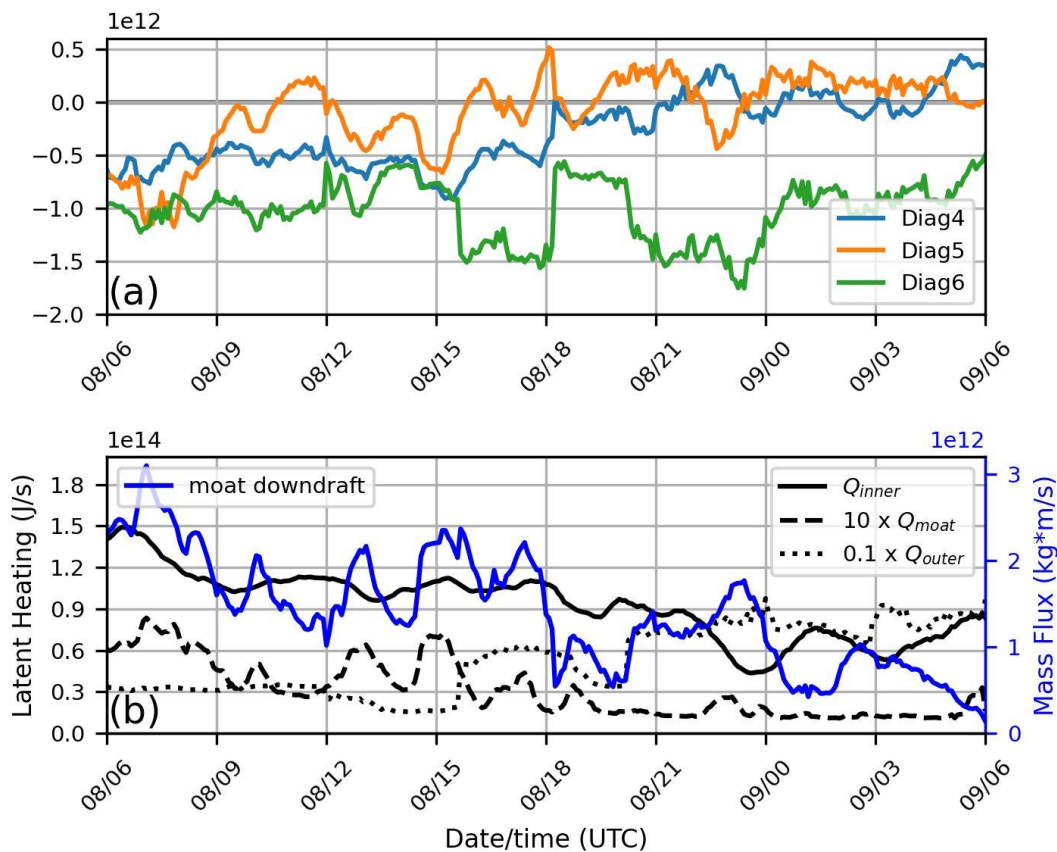 1e12
0.5
0.0
−0.5
−1.0
−1.5
−2.0
Diag4
Diag5
Diag6
(a)
08/06
08/09
08/12
08/15
08/18
08/21
09/00
09/03
09/06
1e14
1e12
Latent Heating (J/s)
1.8
1.5
1.2
0.9
0.6
0.3
0.0
moat downdraft
Qinner
10 x Qmoat
0.1 x Qouter
3
2
1
0
Mass Flux (kg*m/s)
(b)
08/06
08/09
08/12
08/15
08/18
08/21
09/00
09/03
09/06
Date/time (UTC)